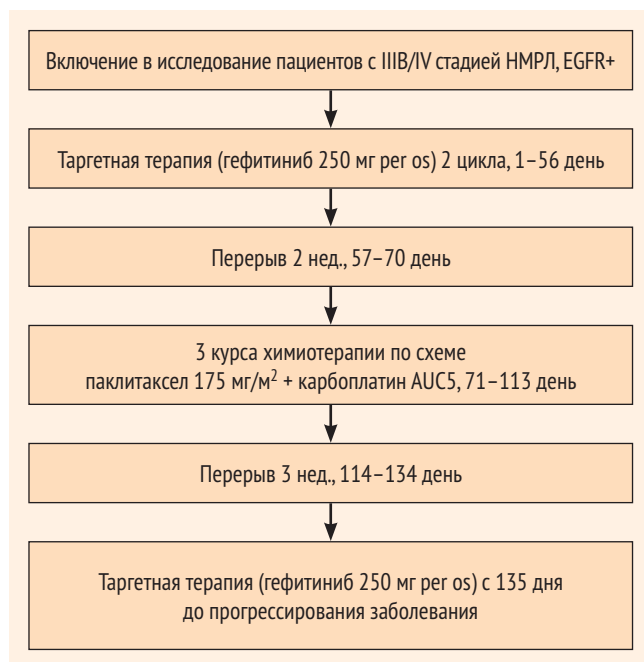 Включение в исследование пациентов с IIIB/IV стадией НМРЛ, EGFR+
Таргетная терапия (гефитиниб 250 мг per os) 2 цикла, 1–56 день
Перерыв 2 нед., 57–70 день
3 курса химиотерапии по схеме
паклитаксел 175 мг/м² + карбоплатин AUC5, 71–113 день
Перерыв 3 нед., 114–134 день
Таргетная терапия (гефитиниб 250 мг per os) с 135 дня
до прогрессирования заболевания